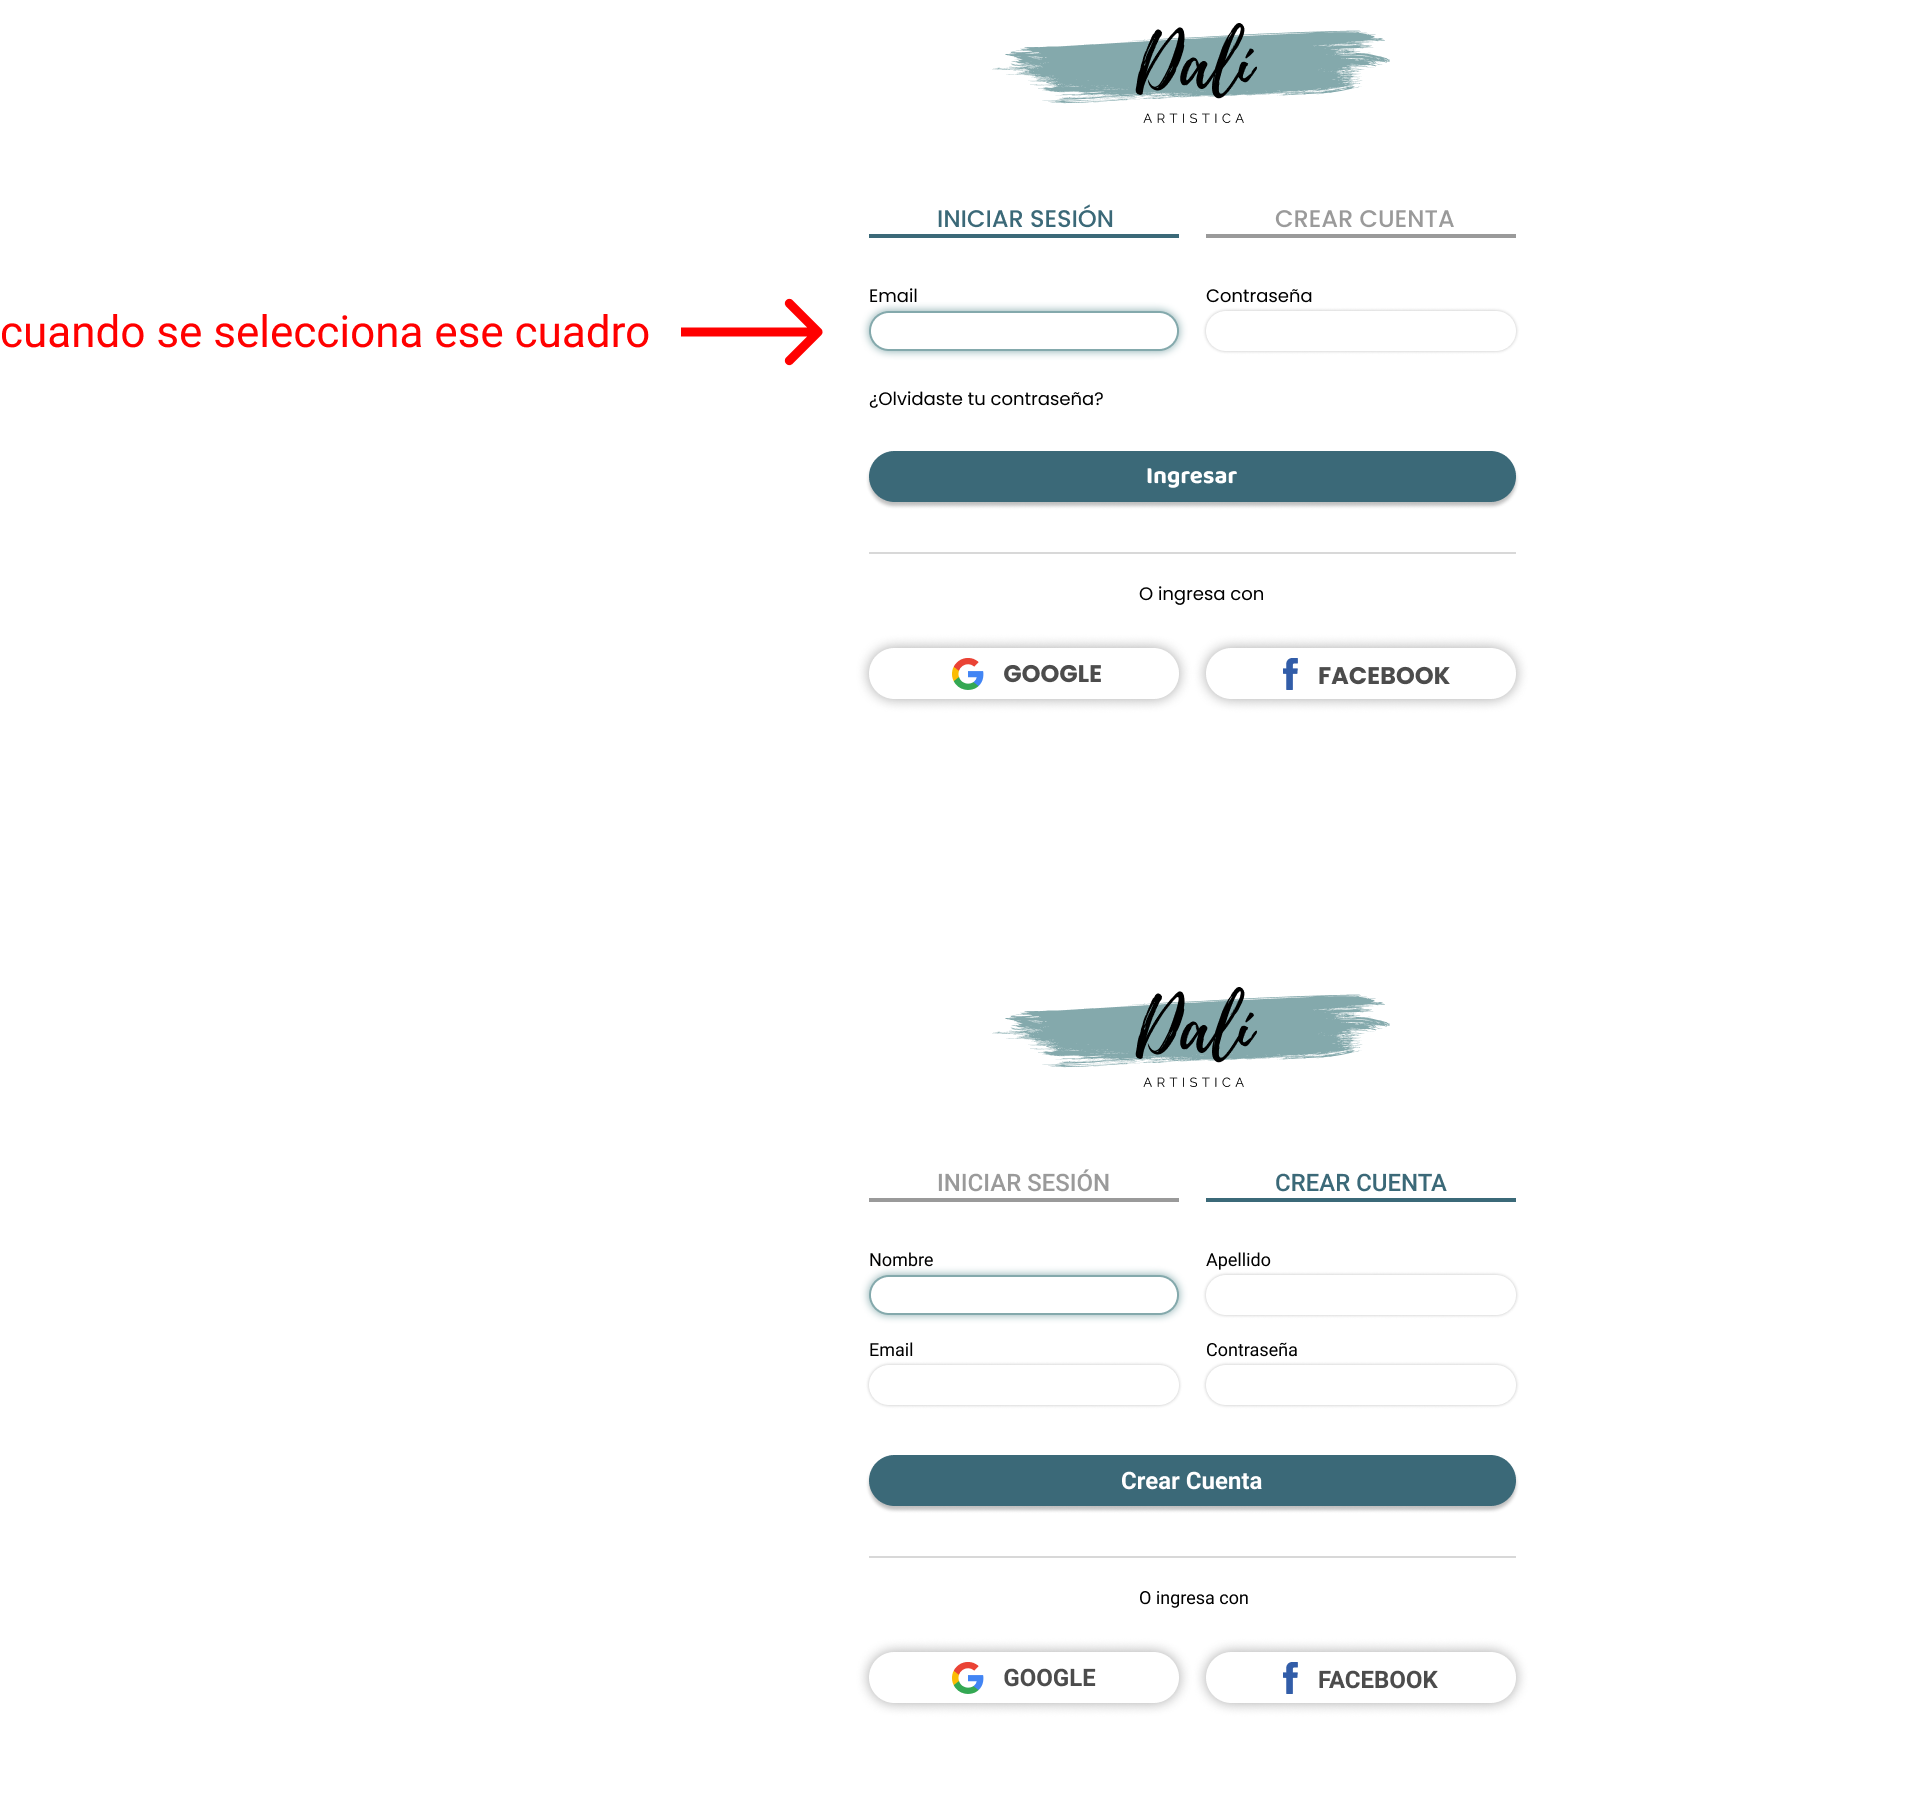 Dalí
ARTISTICA
INICIAR SESIÓN CREAR CUENTA
Email Contraseña
cuando se selecciona ese cuadro
¿Olvidaste tu contraseña?
Ingresar
O ingresa con
GOOGLE FACEBOOK
Dalí
ARTISTICA
INICIAR SESIÓN CREAR CUENTA
Nombre Apellido
Email Contraseña
Crear Cuenta
O ingresa con
GOOGLE FACEBOOK